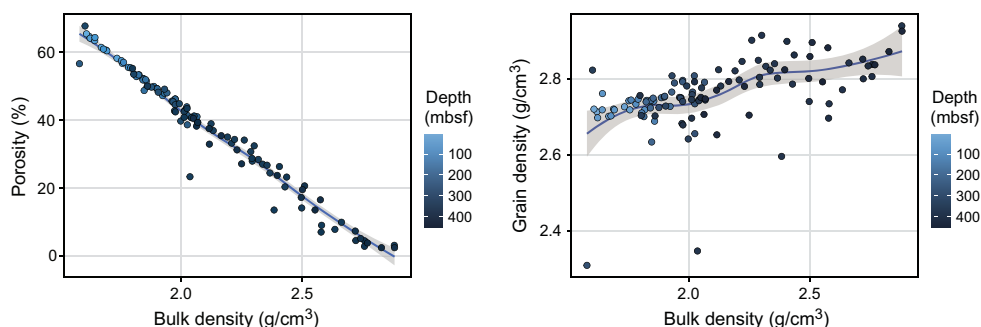 Porosity (%)
60
40
20
0
2.0
2.5
Bulk density (g/cm3)
Depth
(mbsf)
100
200
300
400
Grain density (g/cm3)
2.8
2.6
2.4
2.0
2.5
Bulk density (g/cm3)
Depth
(mbsf)
100
200
300
400